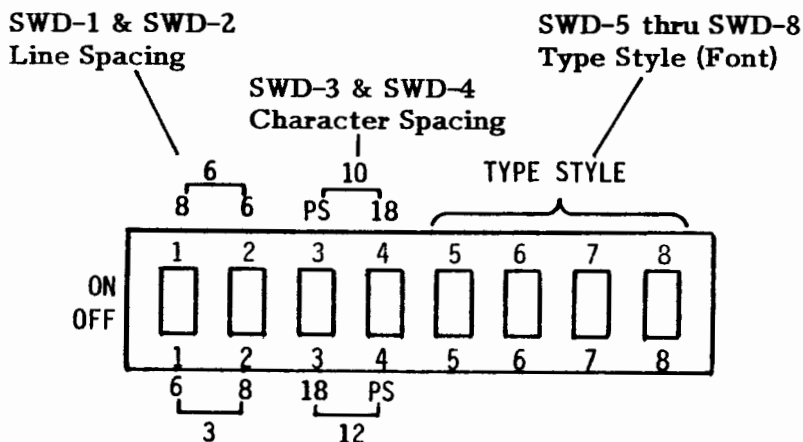 SWD-1 & SWD-2
Line Spacing
SWD-5 thru SWD-8
Type Style (Font)
SWD-3 & SWD-4
Character Spacing
6
10
TYPE STYLE
8 6 PS 18
1 2 3 4 5 6 7 8
ON
OFF
1 2 3 4 5 6 7 8
6 8 18 PS
3 12